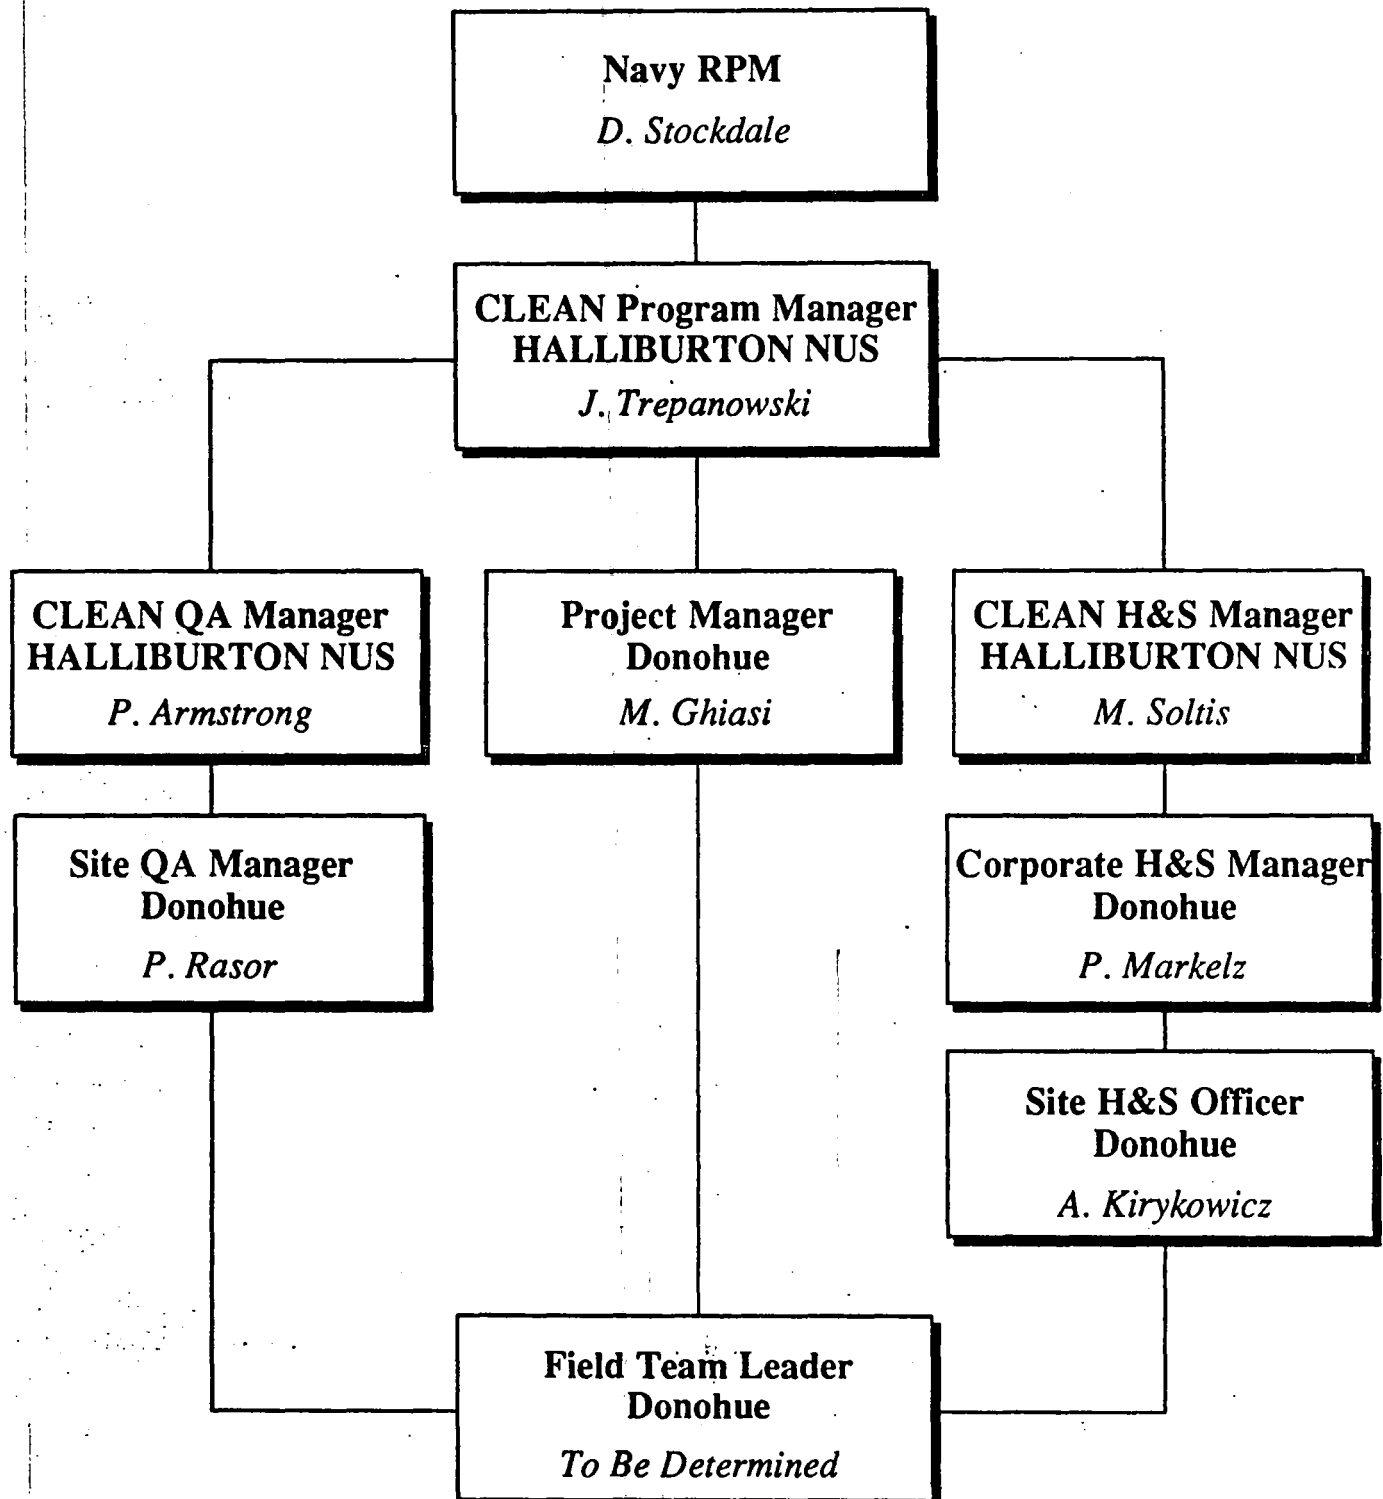 Navy RPM
D. Stockdale
CLEAN Program Manager
HALLIBURTON NUS
J. Trepanowski
CLEAN QA Manager
HALLIBURTON NUS
P. Armstrong
Project Manager
Donohue
M. Ghiasi
CLEAN H&S Manager
HALLIBURTON NUS
M. Soltis
Site QA Manager
Donohue
P. Rasor
Corporate H&S Manager
Donohue
P. Markelz
Site H&S Officer
Donohue
A. Kirykowicz
Field Team Leader
Donohue
To Be Determined